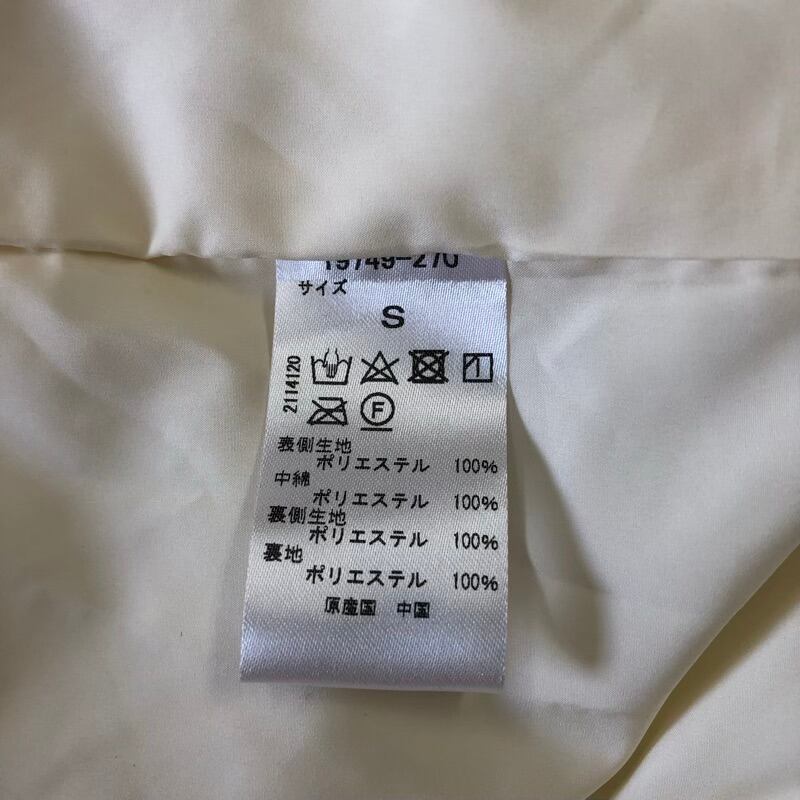 19749-270
サイズ
S
2114120
F
表側生地
ポリエステル 100%
中綿
ポリエステル 100%
裏側生地
ポリエステル 100%
裏地
ポリエステル 100%
原産国 中国